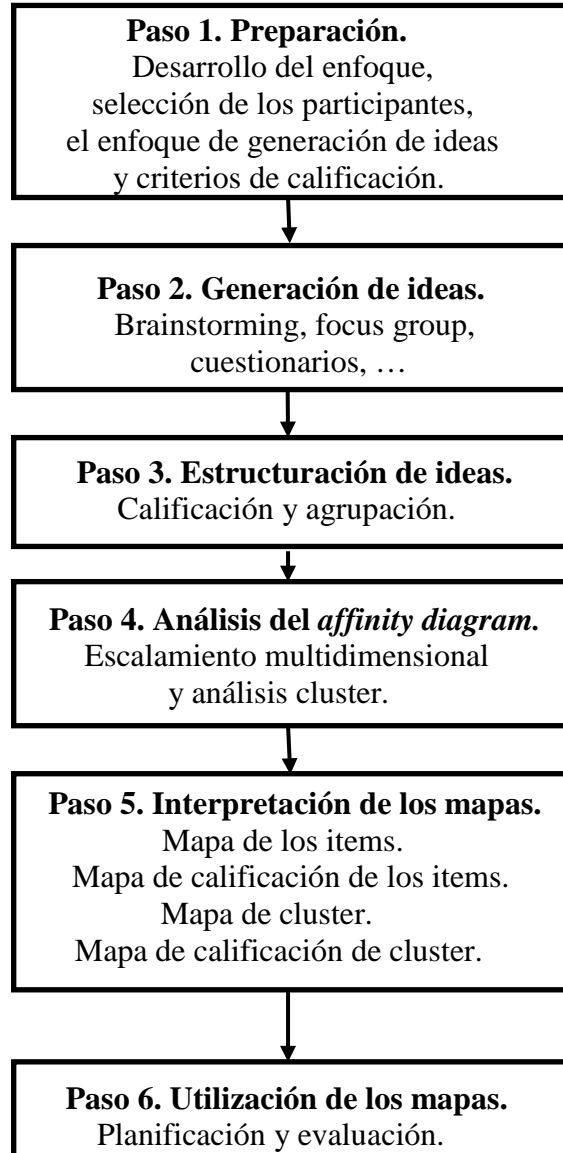 Paso 1. Preparación.
Desarrollo del enfoque,
selección de los participantes,
el enfoque de generación de ideas
y criterios de calificación.
Paso 2. Generación de ideas.
Brainstorming, focus group,
cuestionarios, …
Paso 3. Estructuración de ideas.
Calificación y agrupación.
Paso 4. Análisis del affinity diagram.
Escalamiento multidimensional
y análisis cluster.
Paso 5. Interpretación de los mapas.
Mapa de los items.
Mapa de calificación de los items.
Mapa de cluster.
Mapa de calificación de cluster.
Paso 6. Utilización de los mapas.
Planificación y evaluación.